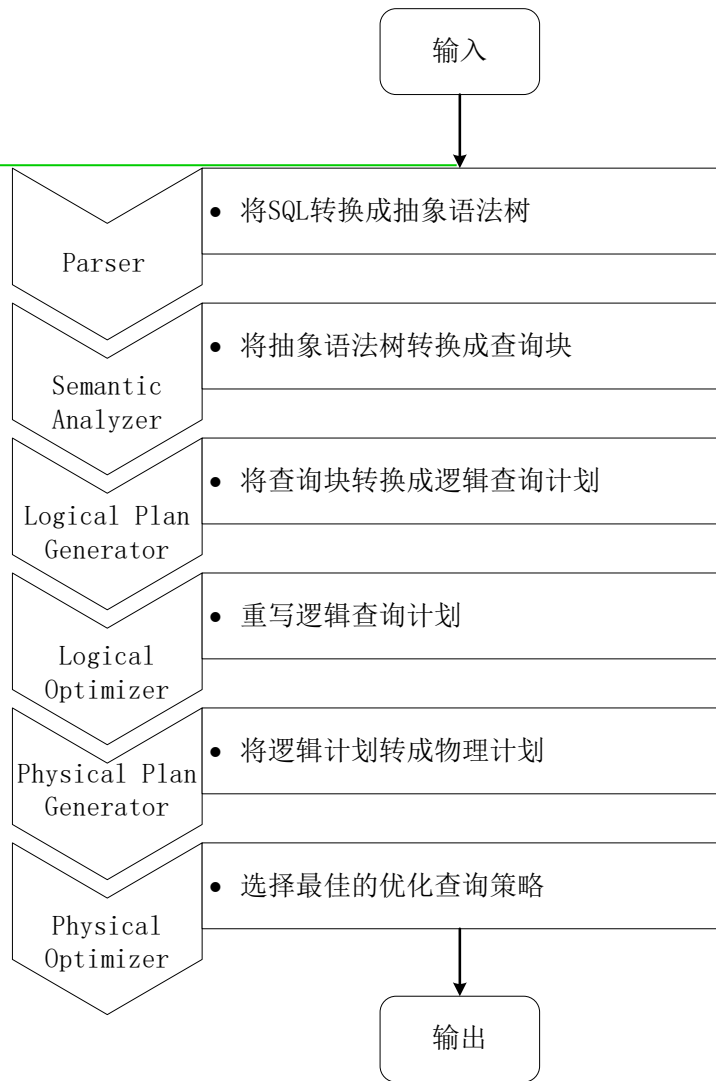 输入
Parser
• 将SQL转换成抽象语法树
Semantic
Analyzer
• 将抽象语法树转换成查询块
Logical Plan
Generator
• 将查询块转换成逻辑查询计划
Logical
Optimizer
• 重写逻辑查询计划
Physical Plan
Generator
• 将逻辑计划转成物理计划
Physical
Optimizer
• 选择最佳的优化查询策略
输出